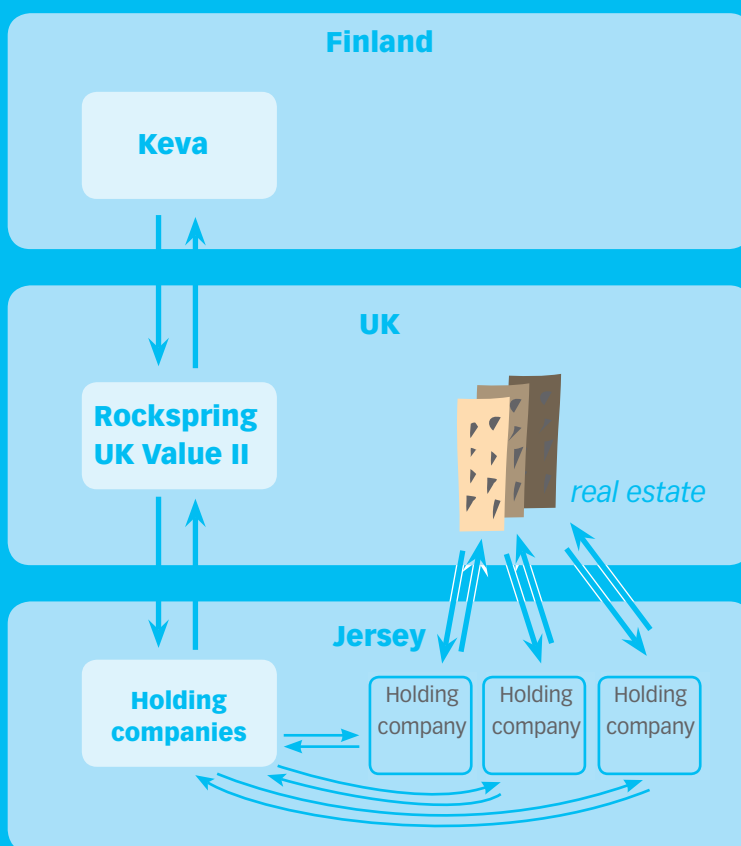 Finland
Keva
UK
Rockspring
UK Value II
real estate
Jersey
Holding
companies
Holding
company
Holding
company
Holding
company